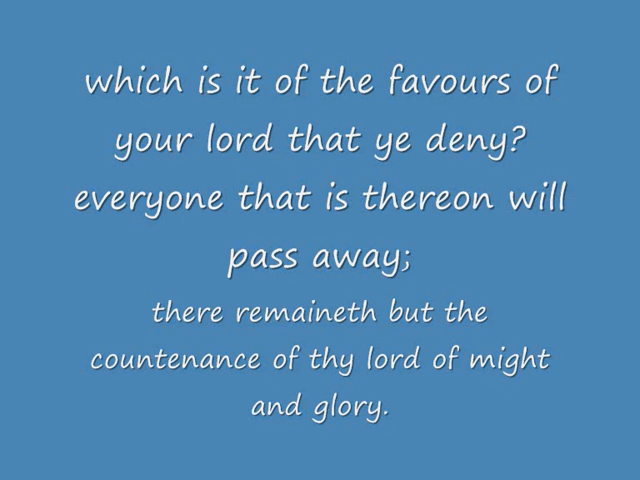 which is it of the favours of
your lord that ye deny?
everyone that is thereon will
pass away;
there remaineth but the
countenance of thy lord of might
and glory.